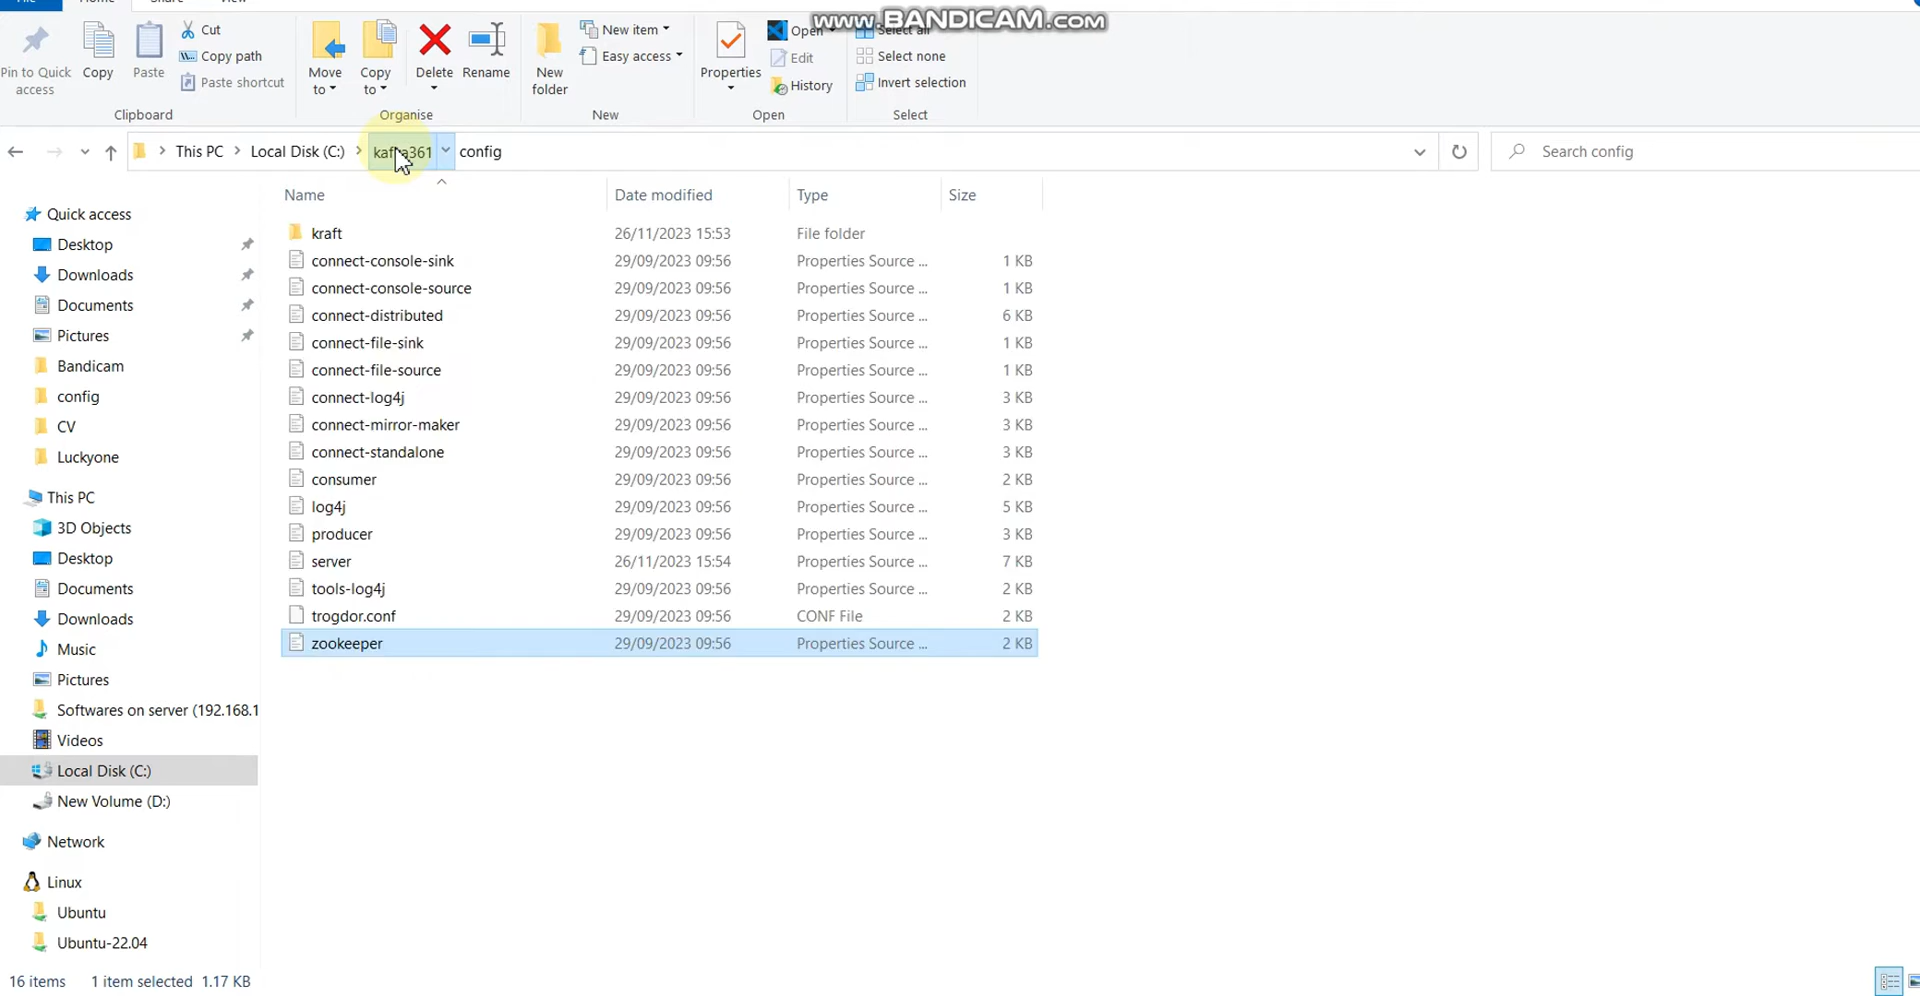 Home Share View
www.BANDICAM.com
Pin to Quick access
Copy
Paste
Cut
Copy path
Paste shortcut
Clipboard
Move to
Copy to
Delete
Rename
Organise
New folder
New item
Easy access
New
Properties
Open
Edit
History
Open
Select all
Select none
Invert selection
Select
This PC Local Disk (C:) kafka361 config
Search config
Name Date modified Type Size
kraft 26/11/2023 15:53 File folder
connect-console-sink 29/09/2023 09:56 Properties Source ... 1 KB
connect-console-source 29/09/2023 09:56 Properties Source ... 1 KB
connect-distributed 29/09/2023 09:56 Properties Source ... 6 KB
connect-file-sink 29/09/2023 09:56 Properties Source ... 1 KB
connect-file-source 29/09/2023 09:56 Properties Source ... 1 KB
connect-log4j 29/09/2023 09:56 Properties Source ... 3 KB
connect-mirror-maker 29/09/2023 09:56 Properties Source ... 3 KB
connect-standalone 29/09/2023 09:56 Properties Source ... 3 KB
consumer 29/09/2023 09:56 Properties Source ... 2 KB
log4j 29/09/2023 09:56 Properties Source ... 5 KB
producer 29/09/2023 09:56 Properties Source ... 3 KB
server 26/11/2023 15:54 Properties Source ... 7 KB
tools-log4j 29/09/2023 09:56 Properties Source ... 2 KB
trogdor.conf 29/09/2023 09:56 CONF File 2 KB
zookeeper 29/09/2023 09:56 Properties Source ... 2 KB
Quick access
Desktop
Downloads
Documents
Pictures
Bandicam
config
CV
Luckyone
This PC
3D Objects
Desktop
Documents
Downloads
Music
Pictures
Softwares on server (192.168.1
Videos
Local Disk (C:)
New Volume (D:)
Network
Linux
Ubuntu
Ubuntu-22.04
16 items 1 item selected 1.17 KB